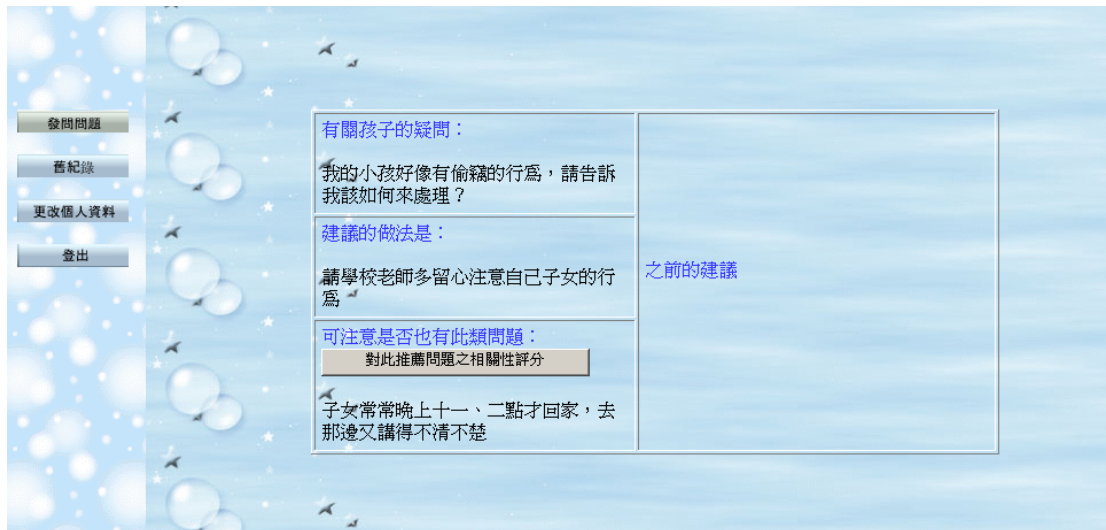 發問問題
舊紀錄
更改個人資料
登出
有關孩子的疑問：
我的小孩好像有偷竊的行為，請告訴
我該如何來處理？
建議的做法是：
請學校老師多留心注意自己子女的行
為
可注意是否也有此類問題：
對此推薦問題之相關性評分
子女常常晚上十一、二點才回家，去
那邊又講得不清不楚
之前的建議